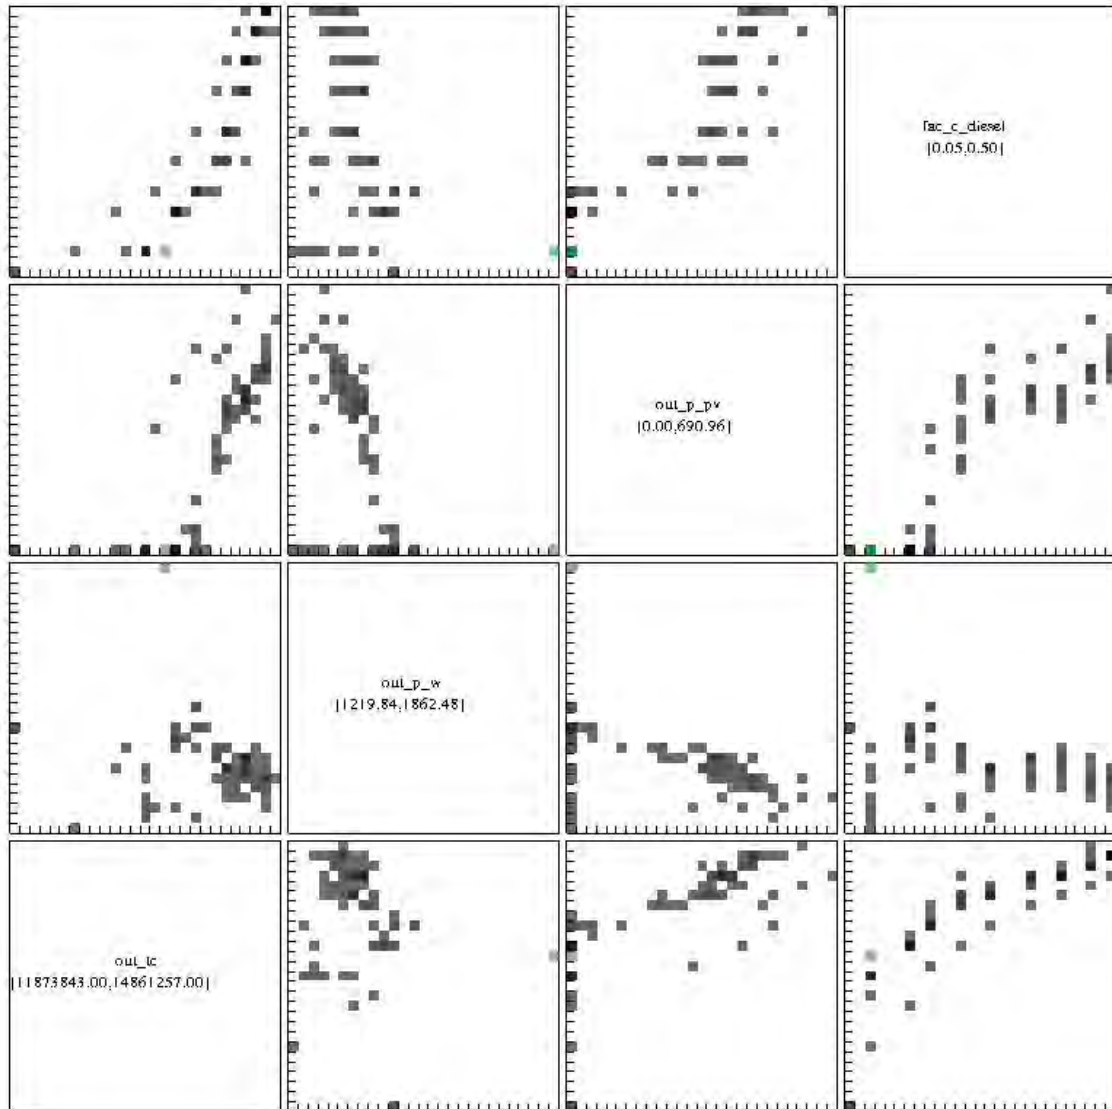 fac_c_diesel
[0.05,0.50]
out_p_pv
[0.00,690.96]
out_p_w
[1219.84,1862.48]
out_tc
[11873843.00,14861257.00]